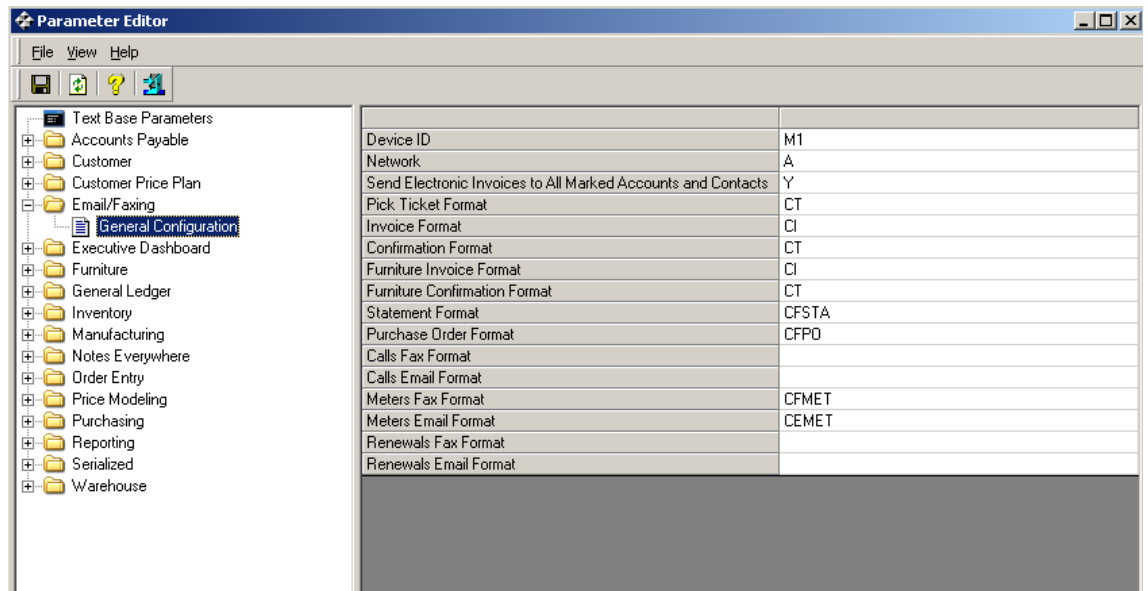 Parameter Editor
File View Help
Text Base Parameters
Accounts Payable
Customer
Customer Price Plan
Email/Faxing
General Configuration
Executive Dashboard
Furniture
General Ledger
Inventory
Manufacturing
Notes Everywhere
Order Entry
Price Modeling
Purchasing
Reporting
Serialized
Warehouse
Device ID M1
Network A
Send Electronic Invoices to All Marked Accounts and Contacts Y
Pick Ticket Format CT
Invoice Format CI
Confirmation Format CT
Furniture Invoice Format CI
Furniture Confirmation Format CT
Statement Format CFSTA
Purchase Order Format CFPO
Calls Fax Format
Calls Email Format
Meters Fax Format CFMET
Meters Email Format CEMET
Renewals Fax Format
Renewals Email Format